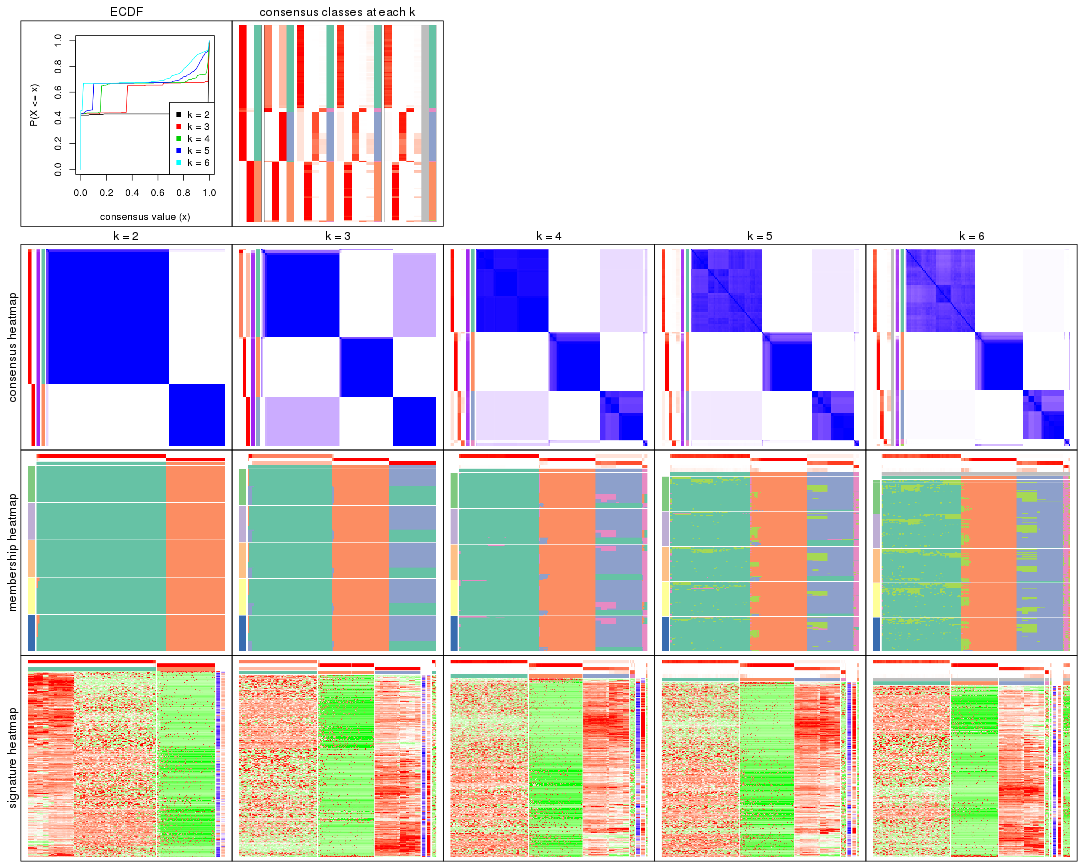 ECDF
consensus classes at each k
P(X <= x)
0.0 0.2 0.4 0.6 0.8 1.0
k = 2
k = 3
k = 4
k = 5
k = 6
0.0 0.2 0.4 0.6 0.8 1.0
consensus value (x)
k = 2 k = 3 k = 4 k = 5 k = 6
consensus heatmap
membership heatmap
signature heatmap